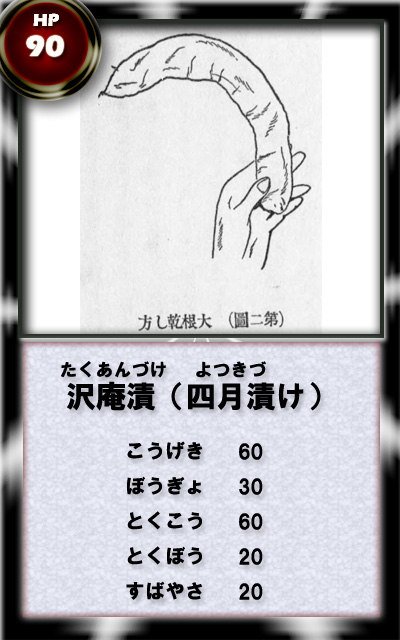 HP
90
方し乾根大 (圖二第)
たくあんづけ よつきづ
沢庵漬（四月漬け）
こうげき 60
ぼうぎょ 30
とくこう 60
とくぼう 20
すばやさ 20